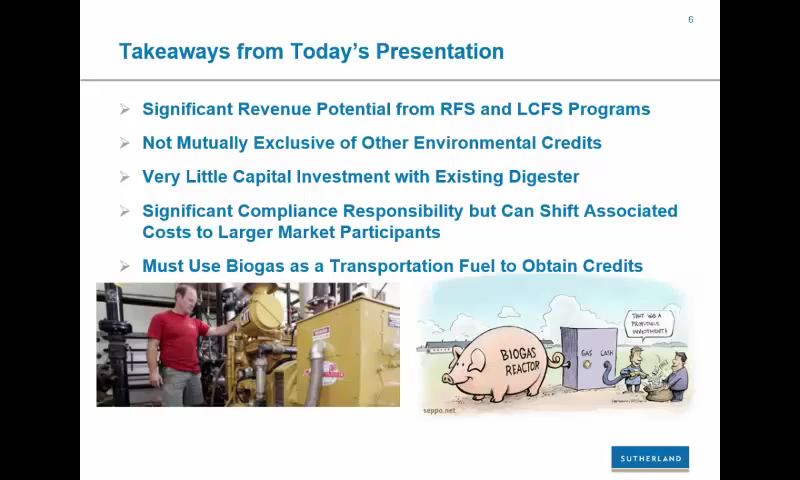 6
Takeaways from Today's Presentation
Significant Revenue Potential from RFS and LCFS Programs
Not Mutually Exclusive of Other Environmental Credits
Very Little Capital Investment with Existing Digester
Significant Compliance Responsibility but Can Shift Associated
Costs to Larger Market Participants
Must Use Biogas as a Transportation Fuel to Obtain Credits
THAT WAS A
PROFITABLE
INVESTMENT!
BIOGAS
REACTOR
GAS CASH
seppo.net
SUTHERLAND